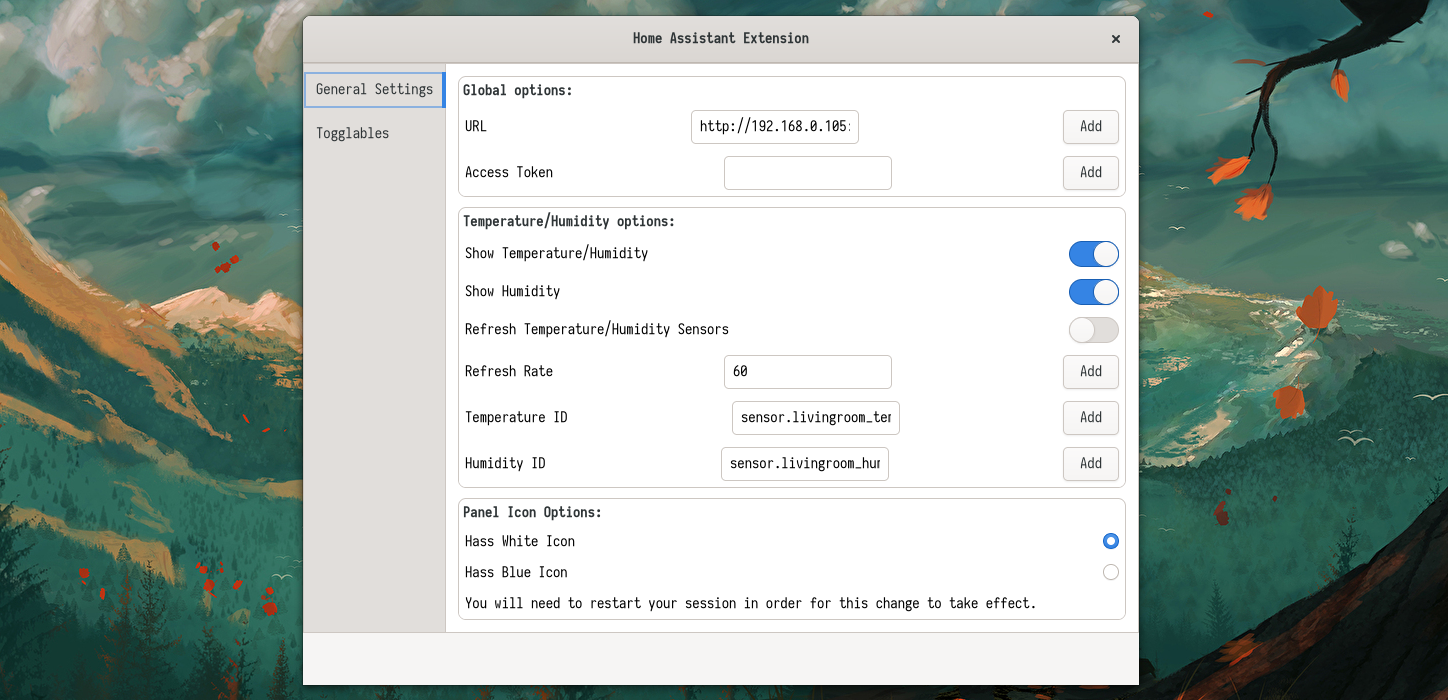 Home Assistant Extension
General Settings
Togglables
Global options:
URL http://192.168.0.105: Add
Access Token Add
Temperature/Humidity options:
Show Temperature/Humidity
Show Humidity
Refresh Temperature/Humidity Sensors
Refresh Rate 60 Add
Temperature ID sensor.livingroom_ Add
Humidity ID sensor.livingroom_ Add
Panel Icon Options:
Hass White Icon
Hass Blue Icon
You will need to restart your session in order for this change to take effect.